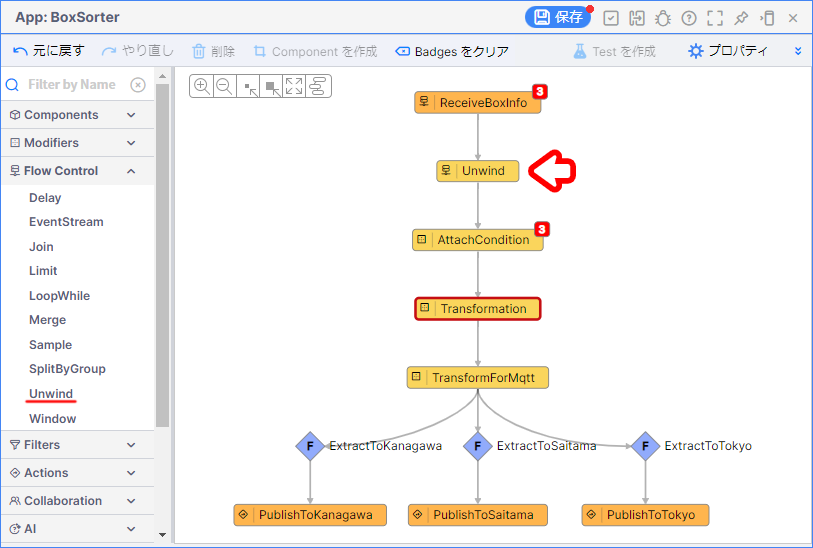 App: BoxSorter
保存
元に戻す やり直し 削除 Component を作成 Badges をクリア Test を作成 プロパティ
Filter by Name
Components
Modifiers
Flow Control
Delay
EventStream
Join
Limit
LoopWhile
Merge
Sample
SplitByGroup
Unwind
Window
Filters
Actions
Collaboration
AI
ReceiveBoxInfo 3
Unwind
AttachCondition 3
Transformation
TransformForMqtt
F ExtractToKanagawa F ExtractToSaitama F ExtractToTokyo
PublishToKanagawa PublishToSaitama PublishToTokyo